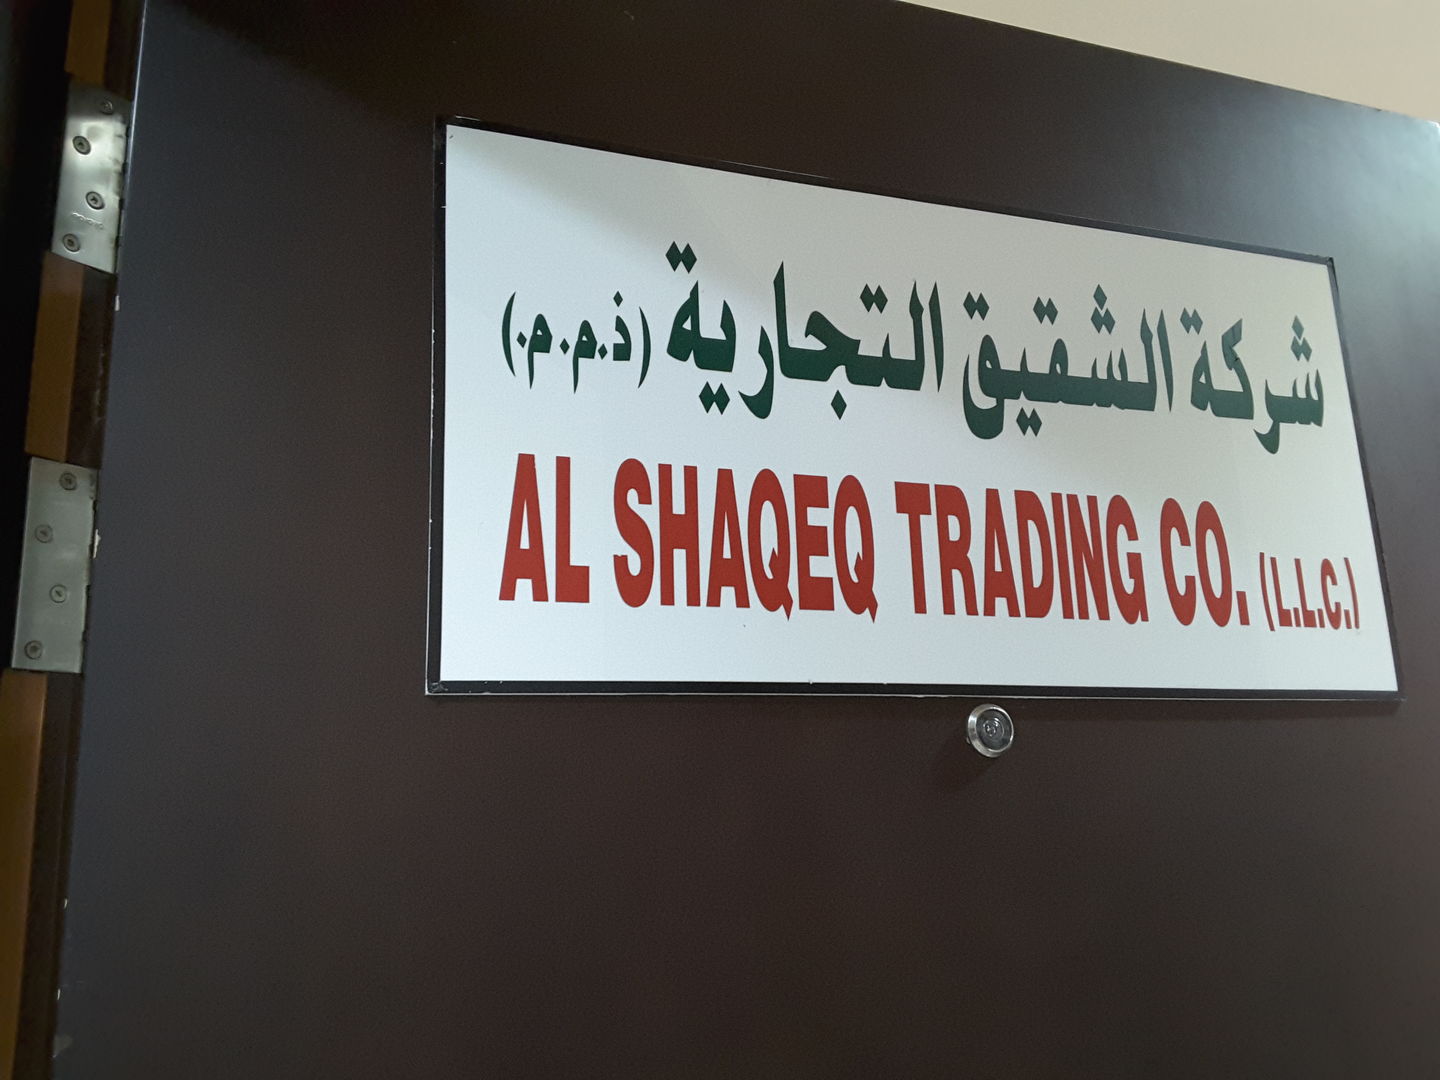 شركة الشقيق التجارية (ذ.م.م.)
AL SHAQEQ TRADING CO. (L.L.C.)